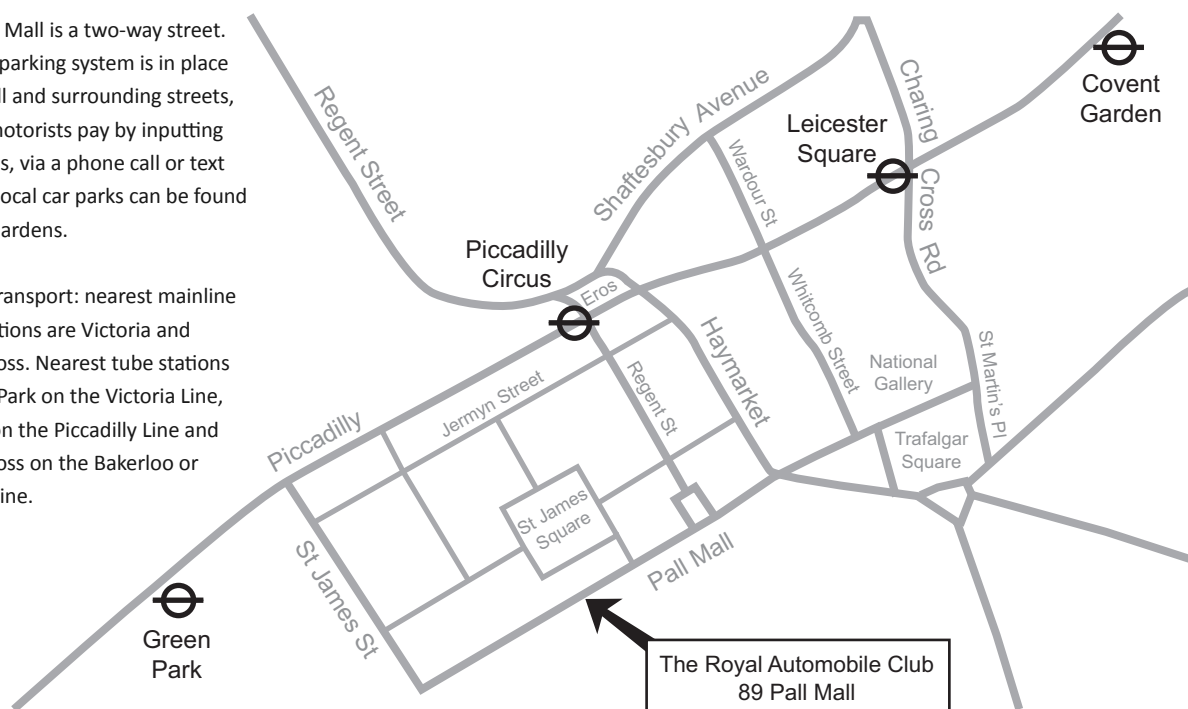 Mall is a two-way street.
parking system is in place
ll and surrounding streets,
notorists pay by inputting
s, via a phone call or text
ocal car parks can be found
ardens.
ransport: nearest mainline
tions are Victoria and
oss. Nearest tube stations
Park on the Victoria Line,
on the Piccadilly Line and
oss on the Bakerloo or
ine.
Regent Street
Shaftesbury Avenue
Charing
Cross Rd
Covent
Garden
Leicester
Square
Wardour St
Piccadilly
Circus
Eros
Haymarket
Whitcomb Street
National
Gallery
St Martin's Pl
Trafalgar
Square
Regent St
Jermyn Street
Piccadilly
St James
Square
St James St
Pall Mall
Green
Park
The Royal Automobile Club
89 Pall Mall